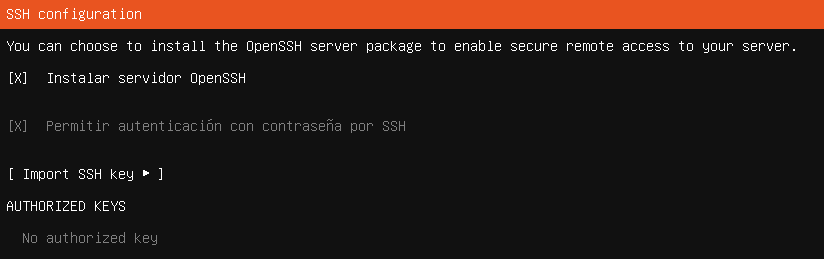 SSH configuration
You can choose to install the OpenSSH server package to enable secure remote access to your server.
[X] Instalar servidor OpenSSH
[X] Permitir autenticación con contraseña por SSH
[ Import SSH key ▸ ]
AUTHORIZED KEYS
No authorized key